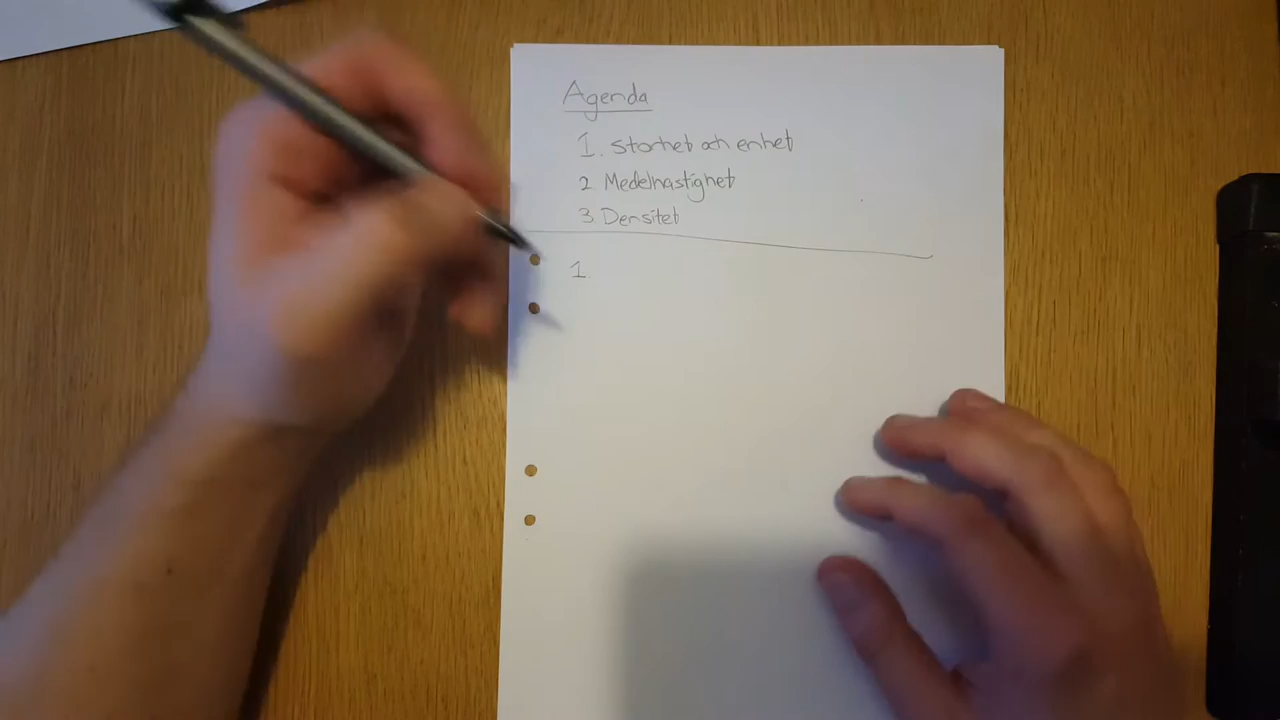 Agenda
1. Storhet och enhet
2 Medelhastighet
3. Densitet
1.